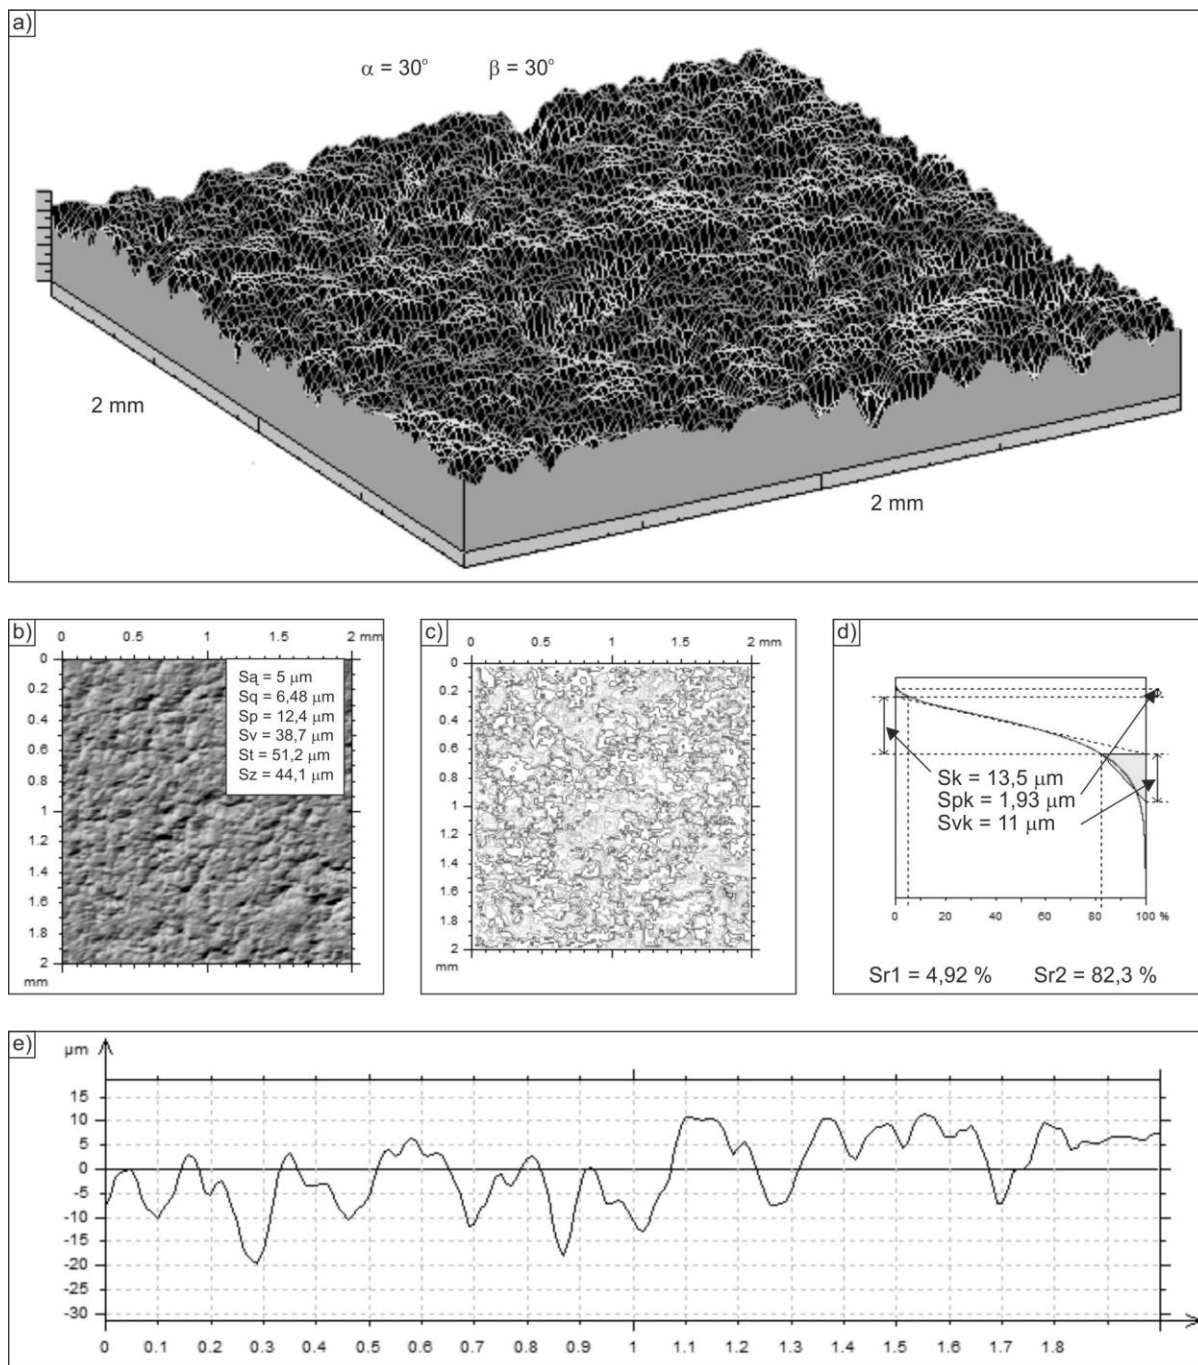 a)
α = 30° β = 30°
2 mm
2 mm
b)
0 0.5 1 2 mm
0
0.2
0.4
0.6
0.8
1
1.2
1.4
1.6
1.8
2
mm
Są = 5 μm
Sq = 6,48 μm
Sp = 12,4 μm
Sv = 38,7 μm
St = 51,2 μm
Sz = 44,1 μm
c)
0 0.5 1 1.5 2 mm
0
0.2
0.4
0.6
0.8
1
1.2
1.4
1.6
1.8
2
mm
d)
Sk = 13,5 μm
Spk = 1,93 μm
Svk = 11 μm
0 20 40 60 80 100 %
Sr1 = 4,92 % Sr2 = 82,3 %
e)
μm
15
10
5
0
-5
-10
-15
-20
-25
-30
0 0.1 0.2 0.3 0.4 0.5 0.6 0.7 0.8 0.9 1 1.1 1.2 1.3 1.4 1.5 1.6 1.7 1.8